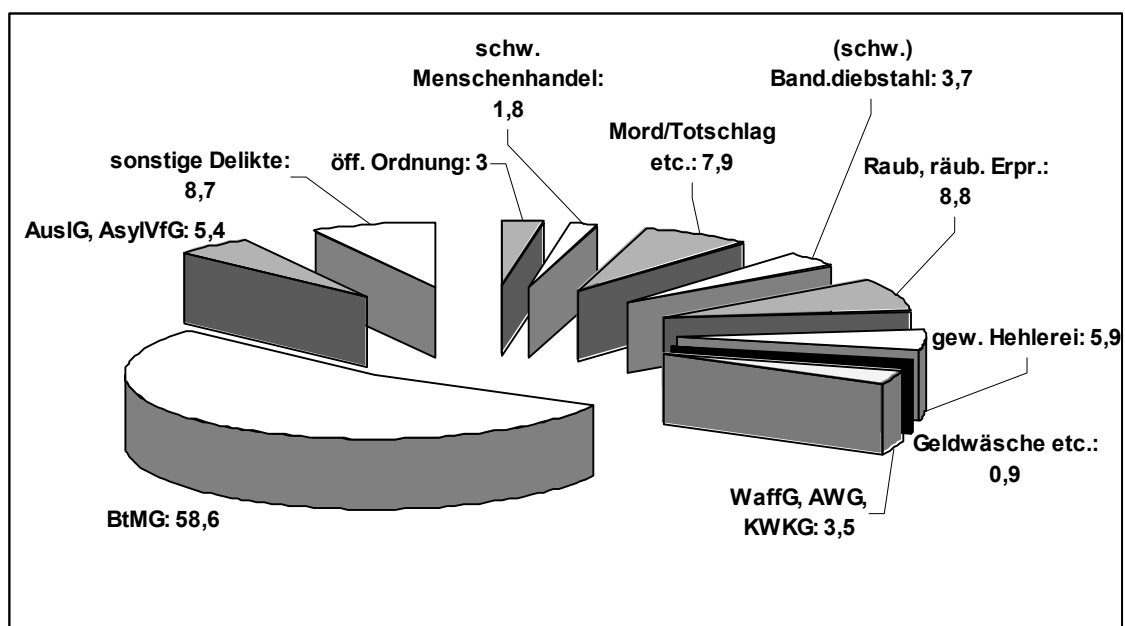 schw.
Menschenhandel:
1,8
(schw.)
Band.diebstahl: 3,7
Mord/Totschlag
etc.: 7,9
Raub, räub. Erpr.:
8,8
sonstige Delikte:
8,7
öff. Ordnung: 3
AuslG, AsylVfG: 5,4
gew. Hehlerei: 5,9
Geldwäsche etc.:
0,9
WaffG, AWG,
KWKG: 3,5
BtMG: 58,6